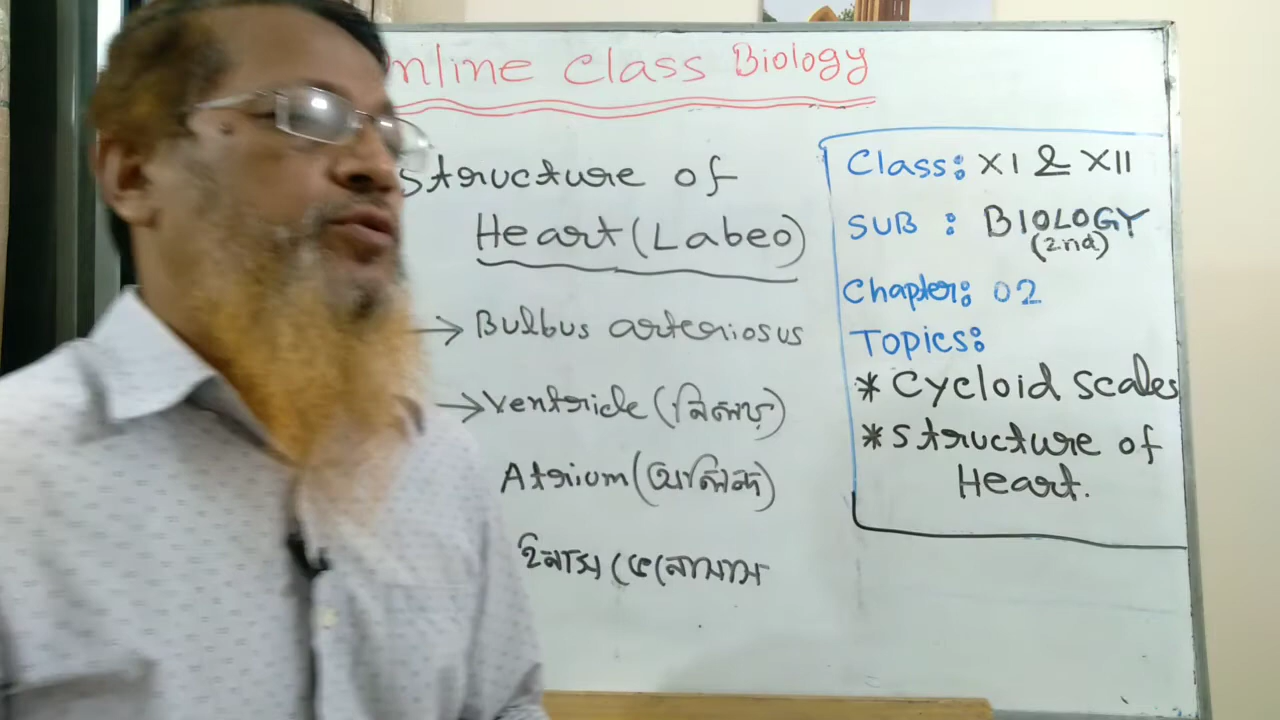 nline Class Biology
Structure of
Heart (Labeo)
→ Bulbus arteriosus
→ Ventricle (নিলয়)
Atrium (অলিন্দ)
Class: XI & XII
SUB : BIOLOGY
(2nd)
Chapter: 02
Topics:
* Cycloid Scales
* Structure of
Heart.